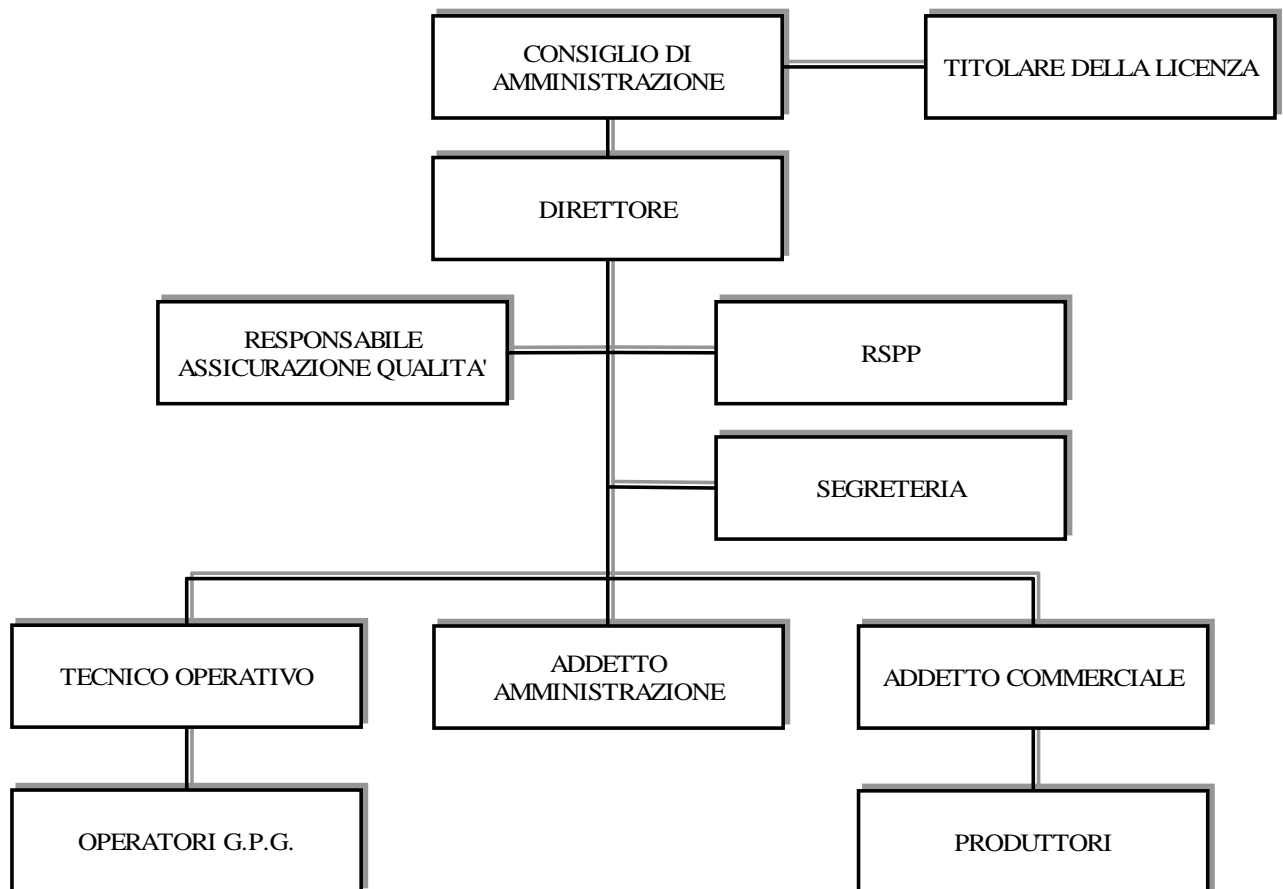 CONSIGLIO DI
AMMINISTRAZIONE
TITOLARE DELLA LICENZA
DIRETTORE
RESPONSABILE
ASSICURAZIONE QUALITA'
RSPP
SEGRETERIA
TECNICO OPERATIVO
ADDETTO
AMMINISTRAZIONE
ADDETTO COMMERCIALE
OPERATORI G.P.G.
PRODUTTORI